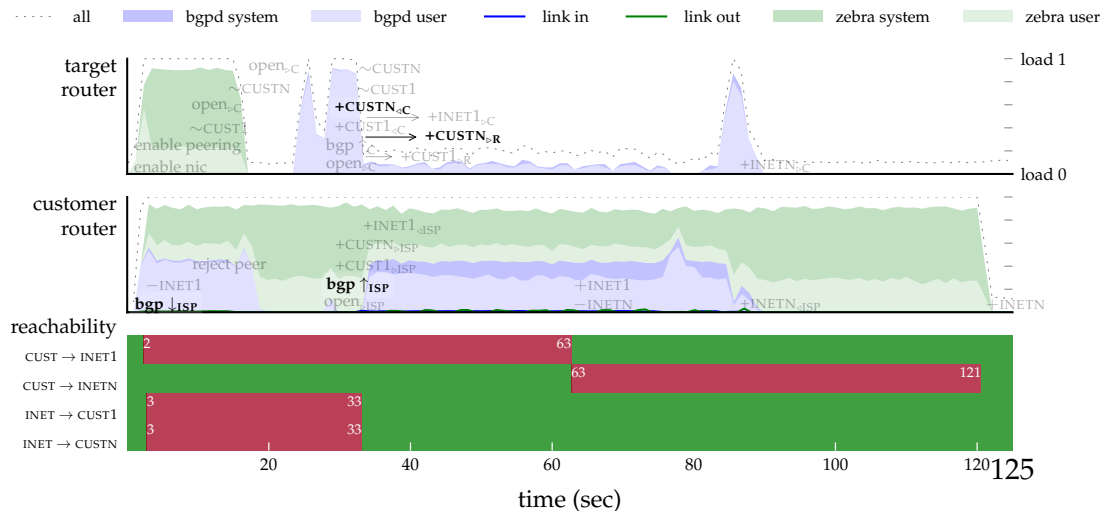 all bgpd system bgpd user link in link out zebra system zebra user
target router
open▹C ∼CUSTN load 1
∼CUSTN ∼CUST1
open▹C +CUSTN◃C +INET1▹C
∼CUST1 +CUST1◃C +CUSTN▹R
enable peering bgp ↑C +CUST1▹R
enable nic open▹C +INETN▹C load 0
customer router
+INET1◃ISP
+CUSTN▹ISP
reject peer +CUST1▹ISP
−INET1 bgp ↑ISP +INET1
bgp ↓ISP open▹ISP −INETN +INETN◃ISP −INETN
reachability
CUST → INET1 2 63
CUST → INETN 63 121
INET → CUST1 3 33
INET → CUSTN 3 33
20 40 60 80 100 120 125
time (sec)